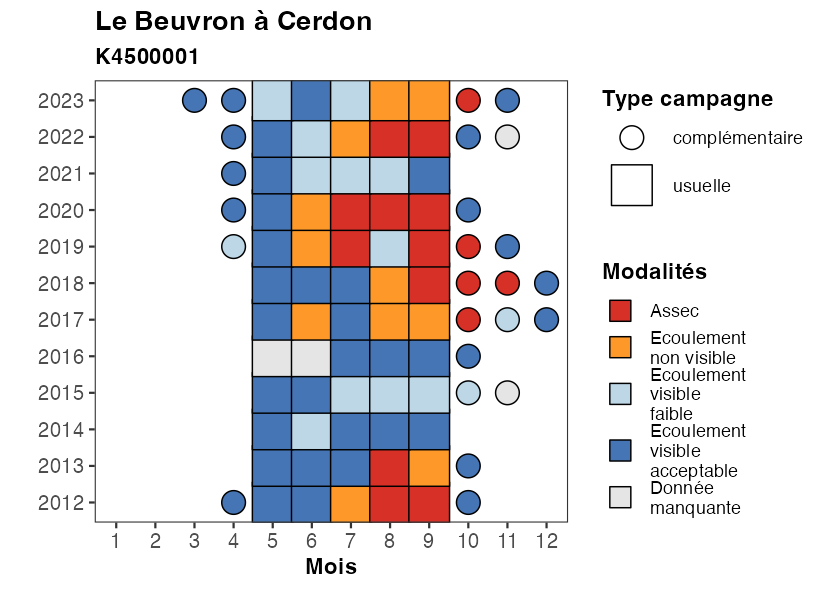 Le Beuvron à Cerdon
K4500001
2023
2022
2021
2020
2019
2018
2017
2016
2015
2014
2013
2012
1 2 3 4 5 6 7 8 9 10 11 12
Mois
Type campagne
complémentaire
usuelle
Modalités
Assec
Ecoulement
non visible
Ecoulement
visible
faible
Ecoulement
visible
acceptable
Donnée
manquante